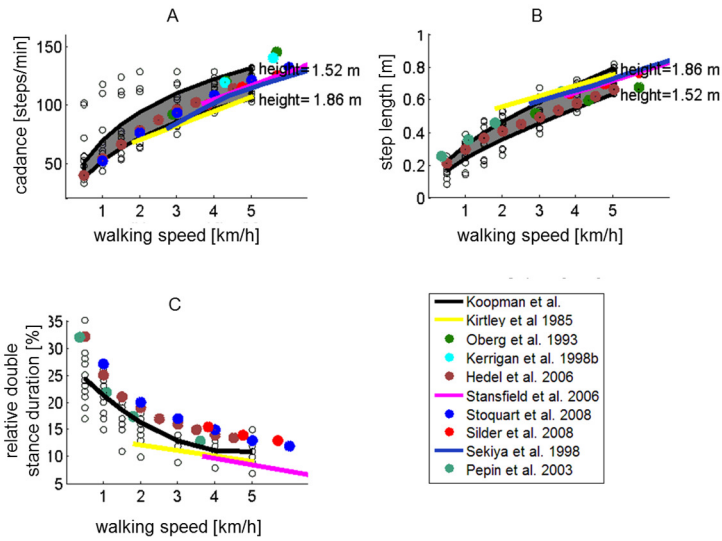 A
cadance [steps/min]
150
100
50
height=1.52 m
height=1.86 m
1 2 3 4 5
walking speed [km/h]
B
step length [m]
1
0.8
0.6
0.4
0.2
0
height=1.86 m
height=1.52 m
1 2 3 4 5
walking speed [km/h]
C
relative double
stance duration [%]
35
30
25
20
15
10
5
1 2 3 4 5
walking speed [km/h]
Koopman et al.
Kirtley et al 1985
Oberg et al. 1993
Kerrigan et al. 1998b
Hedel et al. 2006
Stansfield et al. 2006
Stoquart et al. 2008
Silder et al. 2008
Sekiya et al. 1998
Pepin et al. 2003